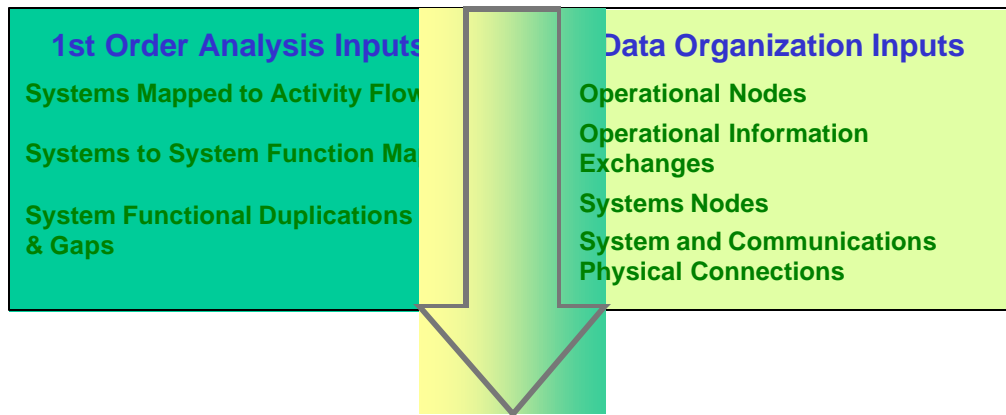 1st Order Analysis Inputs
Systems Mapped to Activity Flow
Systems to System Function Ma
System Functional Duplications
& Gaps
Data Organization Inputs
Operational Nodes
Operational Information
Exchanges
Systems Nodes
System and Communications
Physical Connections